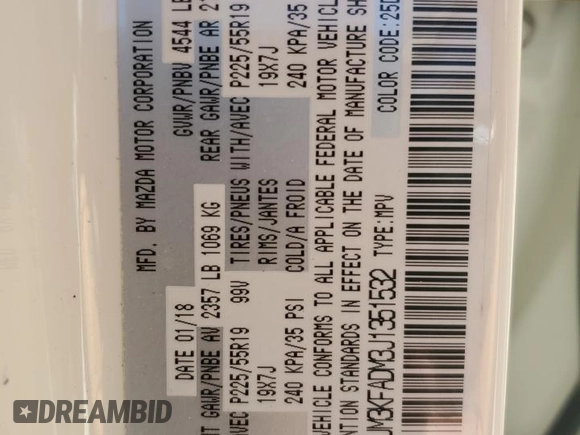 MFD. BY MAZDA MOTOR CORPORATION
DATE 01/18 GVWR/PNBV 4544 LB
GAWR/PNBE AV 2357 LB 1069 KG REAR GAWR/PNBE AR
P225/55R19 99V TIRES/PNEUS WITH/AVEC P225/55R19
19X7J RIMS/JANTES 19X7J
240 KPA/35 PSI COLD/A FROID 240 KPA/35
VEHICLE CONFORMS TO ALL APPLICABLE FEDERAL MOTOR VEHICL
STANDARDS IN EFFECT ON THE DATE OF MANUFACTURE SH
JM3KFADM3J1351532 TYPE:MPV COLOR CODE:25D
DREAMBID